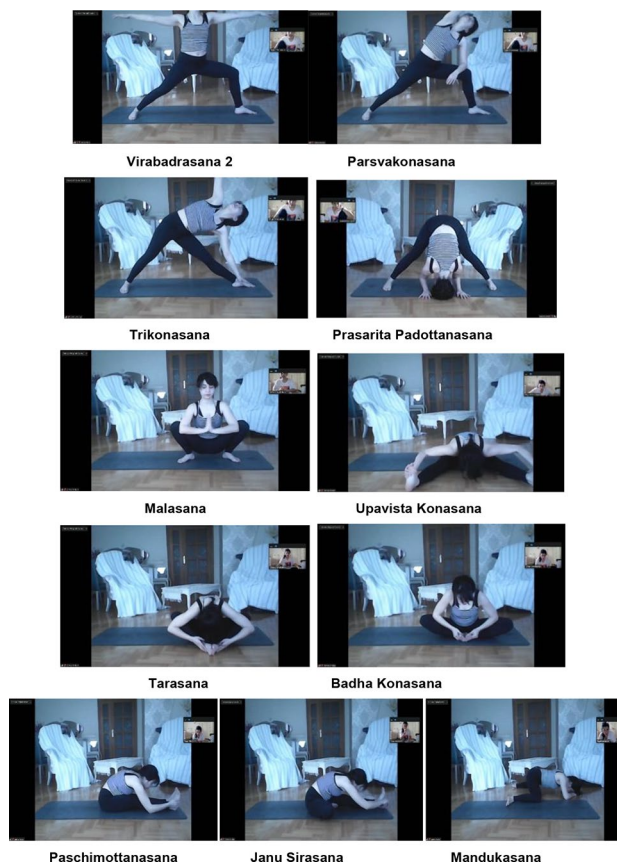 Virabadrasana 2
Parsvakonasana
Trikonasana
Prasarita Padottanasana
Malasana
Upavista Konasana
Tarasana
Badha Konasana
Paschimottanasana
Janu Sirasana
Mandukasana